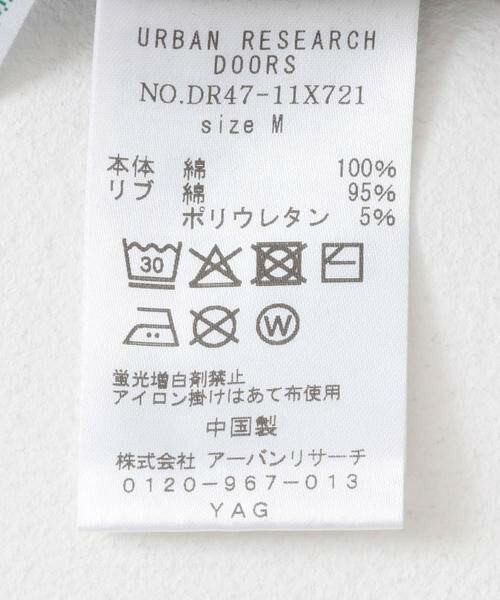 URBAN RESEARCH
DOORS
NO.DR47-11X721
size M
本体 綿 100%
リブ 綿 95%
ポリウレタン 5%
30
W
蛍光増白剤禁止
アイロン掛けはあて布使用
中国製
株式会社 アーバンリサーチ
0120-967-013
YAG